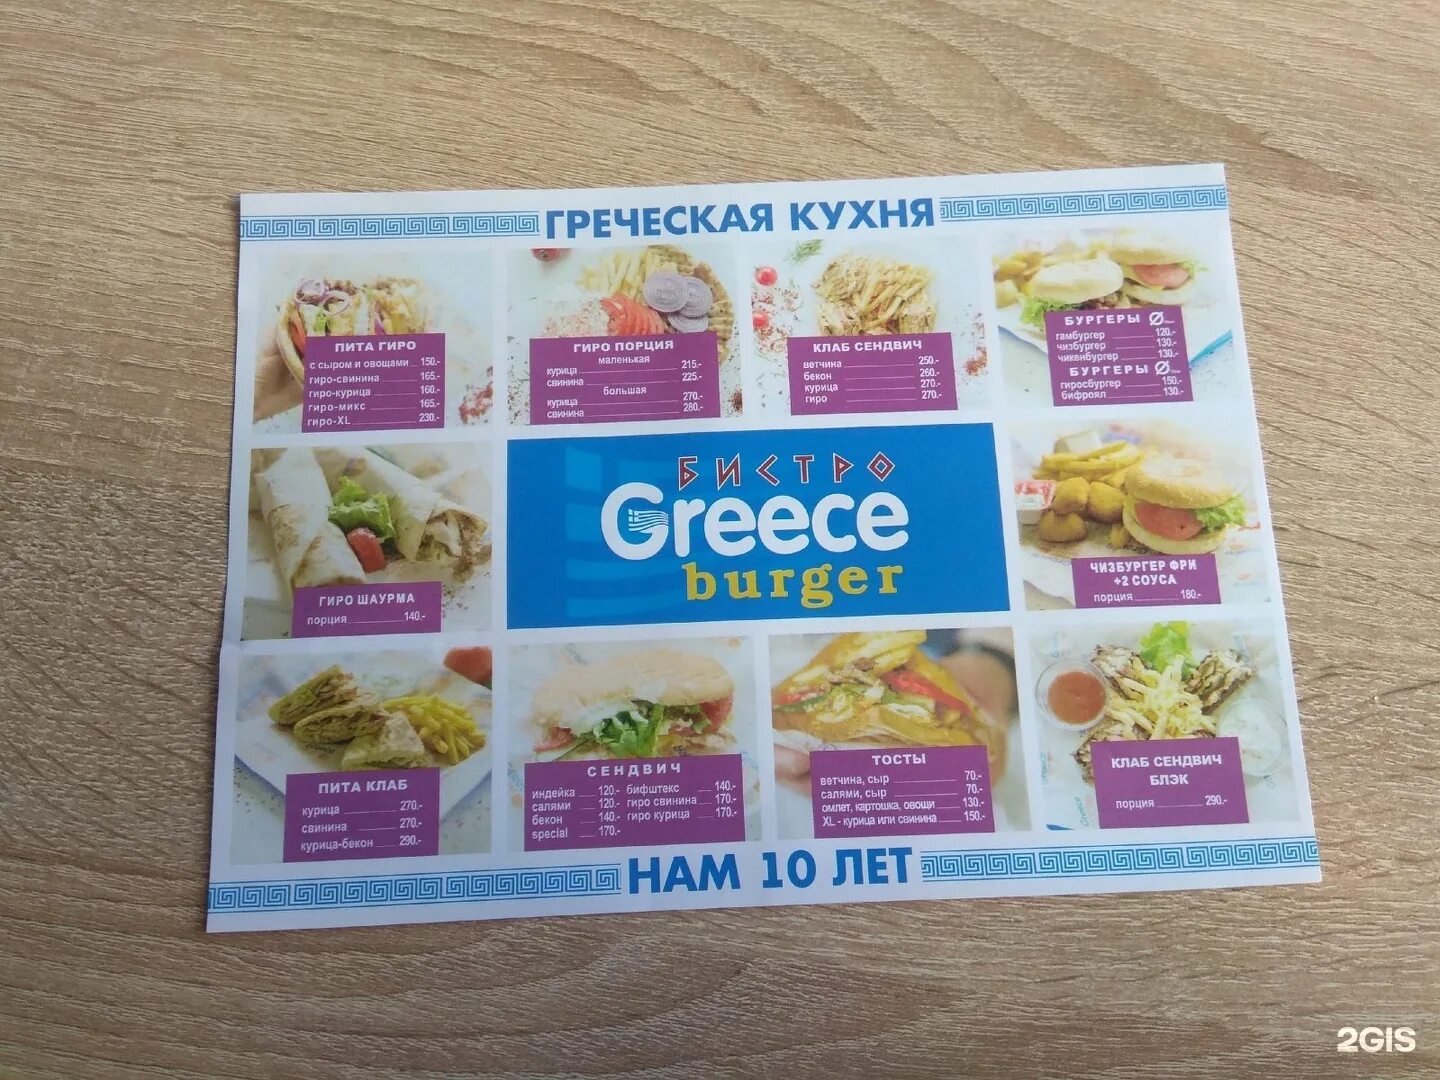 ГРЕЧЕСКАЯ КУХНЯ
ПИТА ГИРО
с сыром и овощами 150.-
гиро-свинина 165.-
гиро-курица 160.-
гиро-микс 165.-
гиро-XL 230.-
ГИРО ПОРЦИЯ
маленькая
курица 215.-
свинина 225.-
большая
курица 270.-
свинина 280.-
КЛАБ СЕНДВИЧ
ветчина 250.-
бекон 260.-
курица 270.-
гиро 270.-
БУРГЕРЫ
гамбургер 120.-
чизбургер 130.-
чикенбургер 130.-
БУРГЕРЫ
гиросбургер 150.-
бифроял 130.-
ГИРО ШАУРМА
порция 140.-
БИСТРО
Greece
burger
ЧИЗБУРГЕР ФРИ
+2 СОУСА
порция 180.-
ПИТА КЛАБ
курица 270.-
свинина 270.-
курица-бекон 290.-
СЕНДВИЧ
индейка 120.- бифштекс 140.-
салями 120.- гиро свинина 170.-
бекон 140.- гиро курица 170.-
special 170.-
ТОСТЫ
ветчина, сыр 70.-
салями, сыр 70.-
омлет, картошка, овощи 130.-
XL - курица или свинина 150.-
КЛАБ СЕНДВИЧ
БЛЭК
порция 290.-
Greece
НАМ 10 ЛЕТ
2GIS